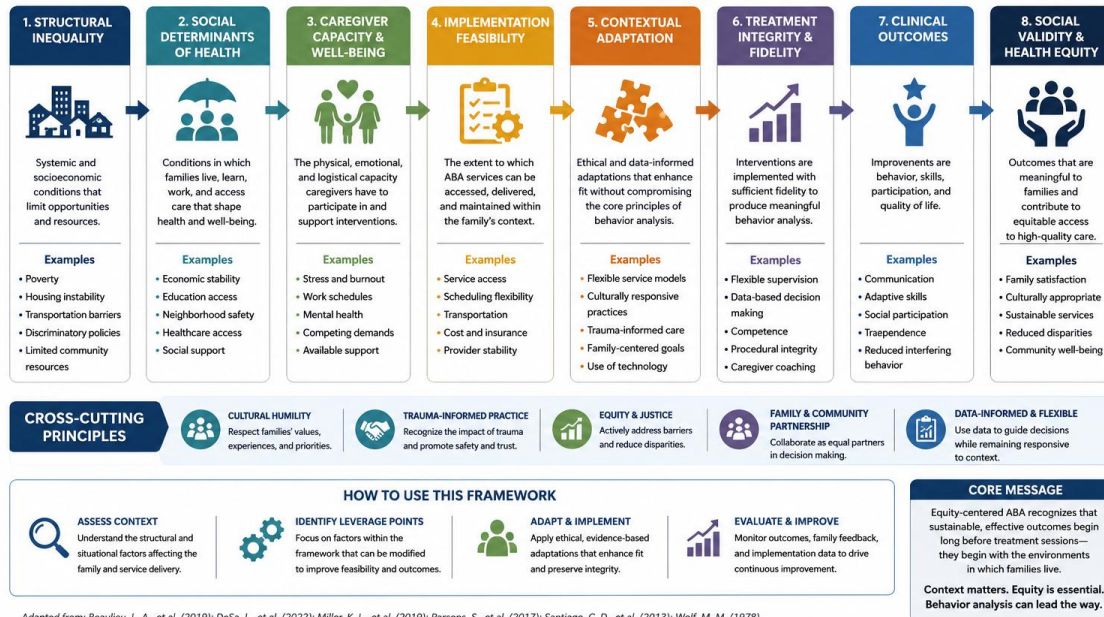 1. STRUCTURAL
INEQUALITY
Systemic and
socioeconomic
conditions that
limit opportunities
and resources.
Examples
• Poverty
• Housing instability
• Transportation barriers
• Discriminatory policies
• Limited community
resources
2. SOCIAL
DETERMINANTS
OF HEALTH
Conditions in which
families live, learn,
work, and access
care that shape
health and well-being.
Examples
• Economic stability
• Education access
• Neighborhood safety
• Healthcare access
• Social support
3. CAREGIVER
CAPACITY &
WELL-BEING
The physical, emotional,
and logistical capacity
caregivers have to
participate in and
support interventions.
Examples
• Stress and burnout
• Work schedules
• Mental health
• Competing demands
• Available support
4. IMPLEMENTATION
FEASIBILITY
The extent to which
ABA services can be
accessed, delivered,
and maintained within
the family's context.
Examples
• Service access
• Scheduling flexibility
• Transportation
• Cost and insurance
• Provider stability
5. CONTEXTUAL
ADAPTATION
Ethical and data-informed
adaptations that enhance
fit without compromising
the core principles of
behavior analysis.
Examples
• Flexible service models
• Culturally responsive
practices
• Trauma-informed care
• Family-centered goals
• Use of technology
6. TREATMENT
INTEGRITY &
FIDELITY
Interventions are
implemented with
sufficient fidelity to
produce meaningful
behavior analysis.
Examples
• Flexible supervision
• Data-based decision
making
• Competence
• Procedural integrity
• Caregiver coaching
7. CLINICAL
OUTCOMES
Improvenents are
behavior, skills,
participation, and
quality of life.
Examples
• Communication
• Adaptive skills
• Social participation
• Traependence
• Reduced interfering
behavior
8. SOCIAL
VALIDITY &
HEALTH EQUITY
Outcomes that are
meaningful to
families and
contribute to
equitable access
to high-quality care.
Examples
• Family satisfaction
• Culturally appropriate
• Sustainable services
• Reduced disparities
• Community well-being
CROSS-CUTTING
PRINCIPLES
CULTURAL HUMILITY
Respect families' values,
experiences, and priorities.
TRAUMA-INFORMED PRACTICE
Recognize the impact of trauma
and promote safety and trust.
EQUITY & JUSTICE
Actively address barriers
and reduce disparities.
FAMILY & COMMUNITY
PARTNERSHIP
Collaborate as equal partners
in decision making.
DATA-INFORMED & FLEXIBLE
Use data to guide decisions
while remaining responsive
to context.
HOW TO USE THIS FRAMEWORK
ASSESS CONTEXT
Understand the structural and
situational factors affecting the
family and service delivery.
IDENTIFY LEVERAGE POINTS
Focus on factors within the
framework that can be modified
to improve feasibility and outcomes.
ADAPT & IMPLEMENT
Apply ethical, evidence-based
adaptations that enhance fit
and preserve integrity.
EVALUATE & IMPROVE
Monitor outcomes, family feedback,
and implementation data to drive
continuous improvement.
CORE MESSAGE
Equity-centered ABA recognizes that
sustainable, effective outcomes begin
long before treatment sessions—
they begin with the environments
in which families live.
Context matters. Equity is essential.
Behavior analysis can lead the way.